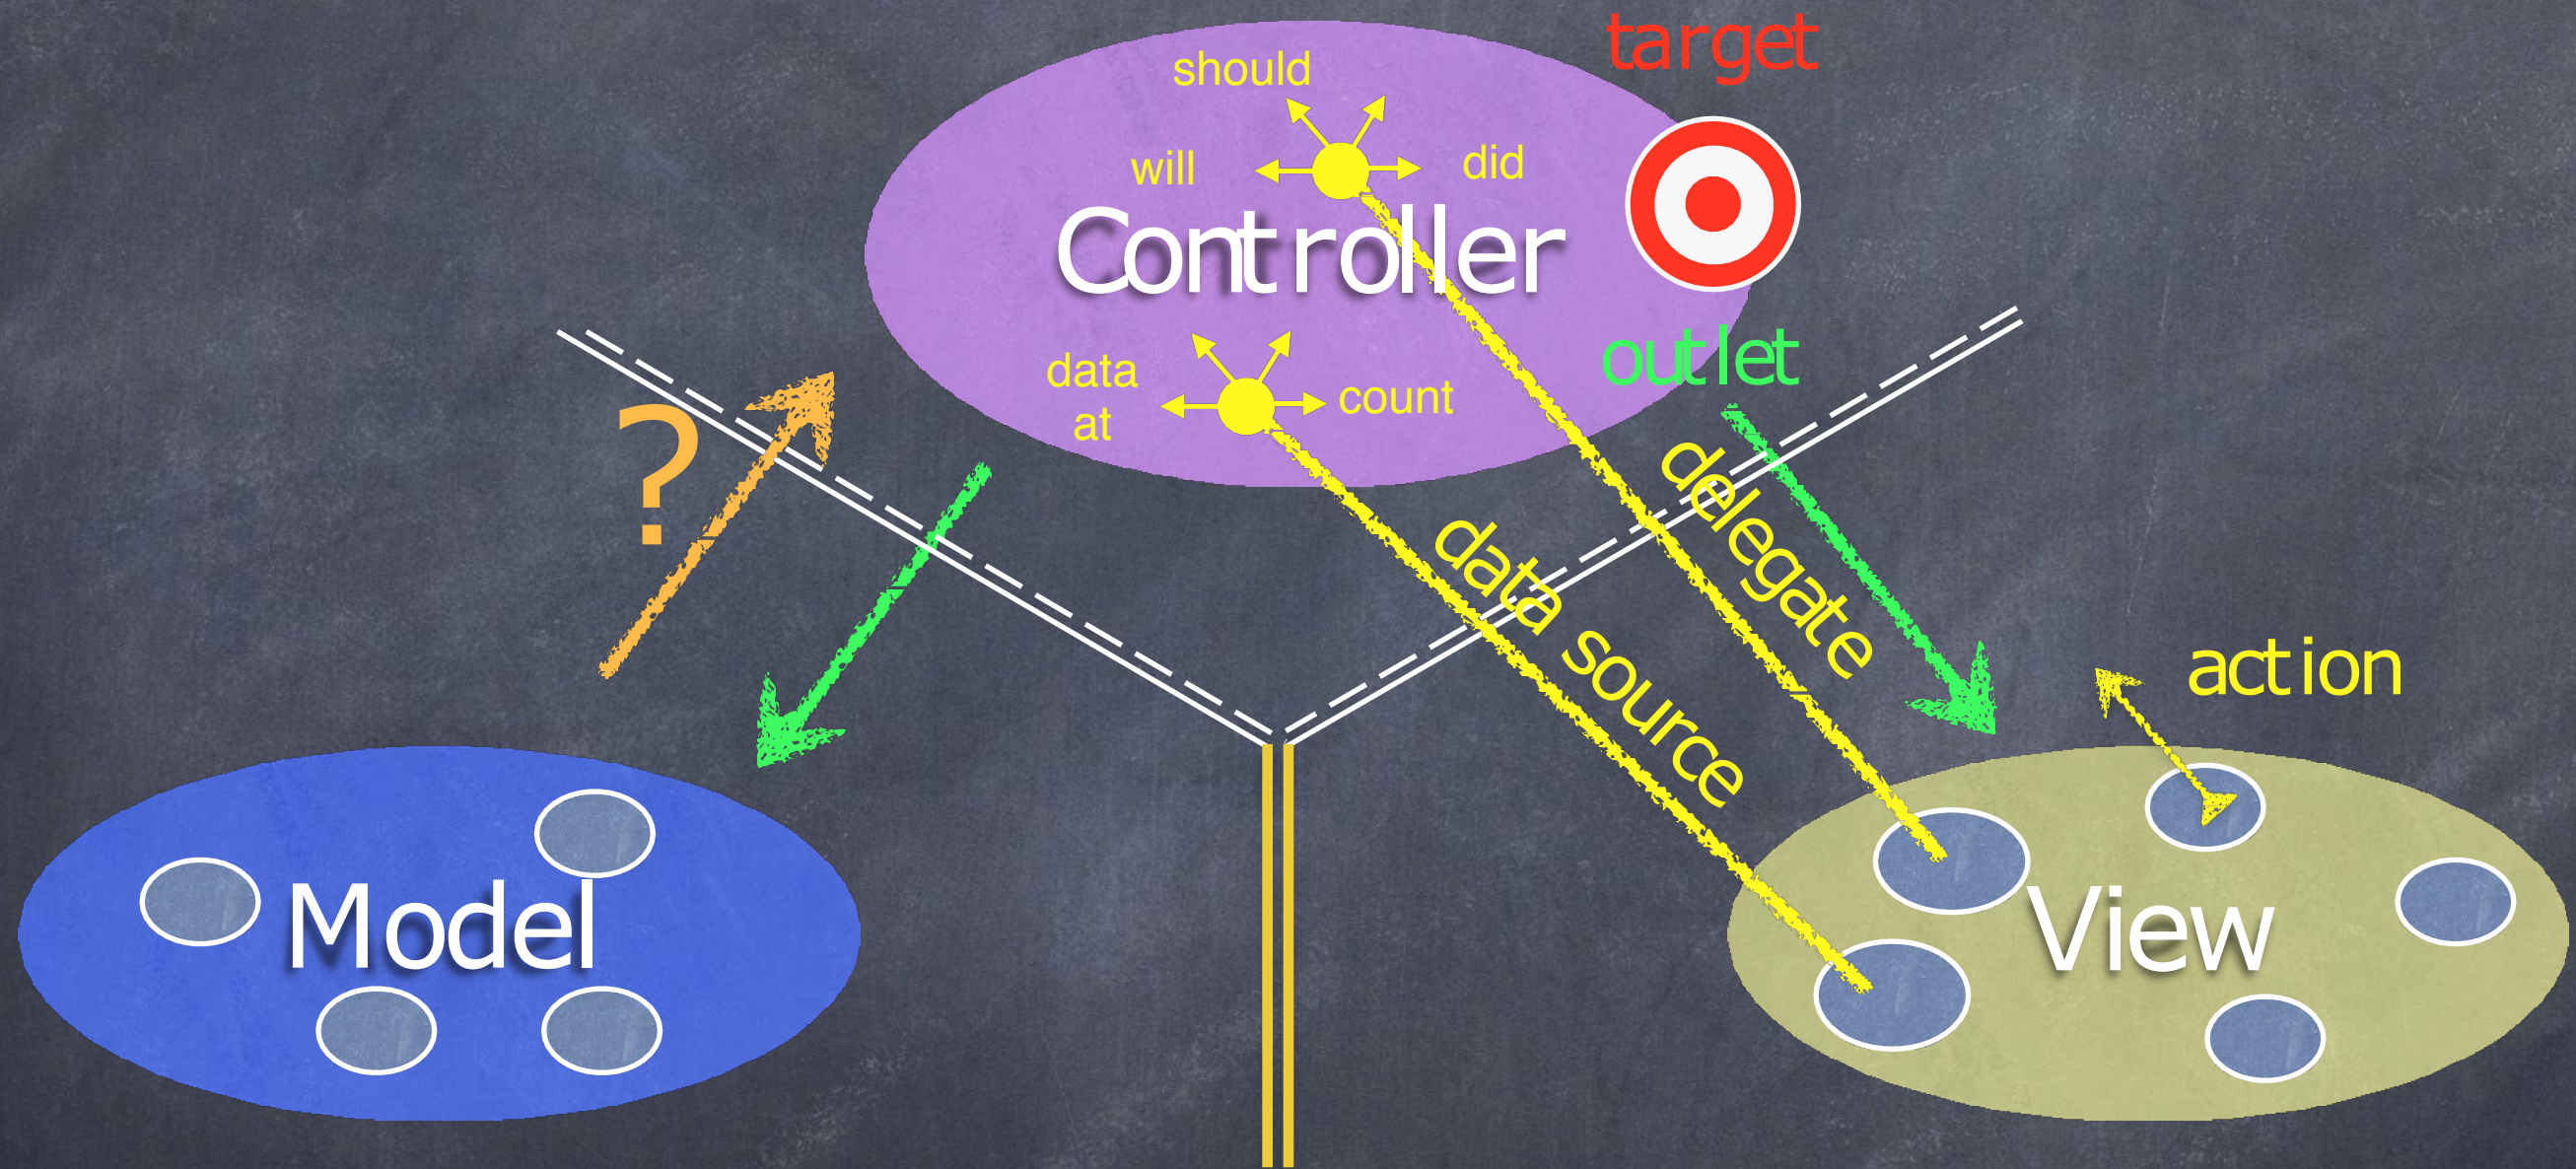 target
should
will
did
Controller
outlet
data
at
count
?
delegate
data source
action
Model
View